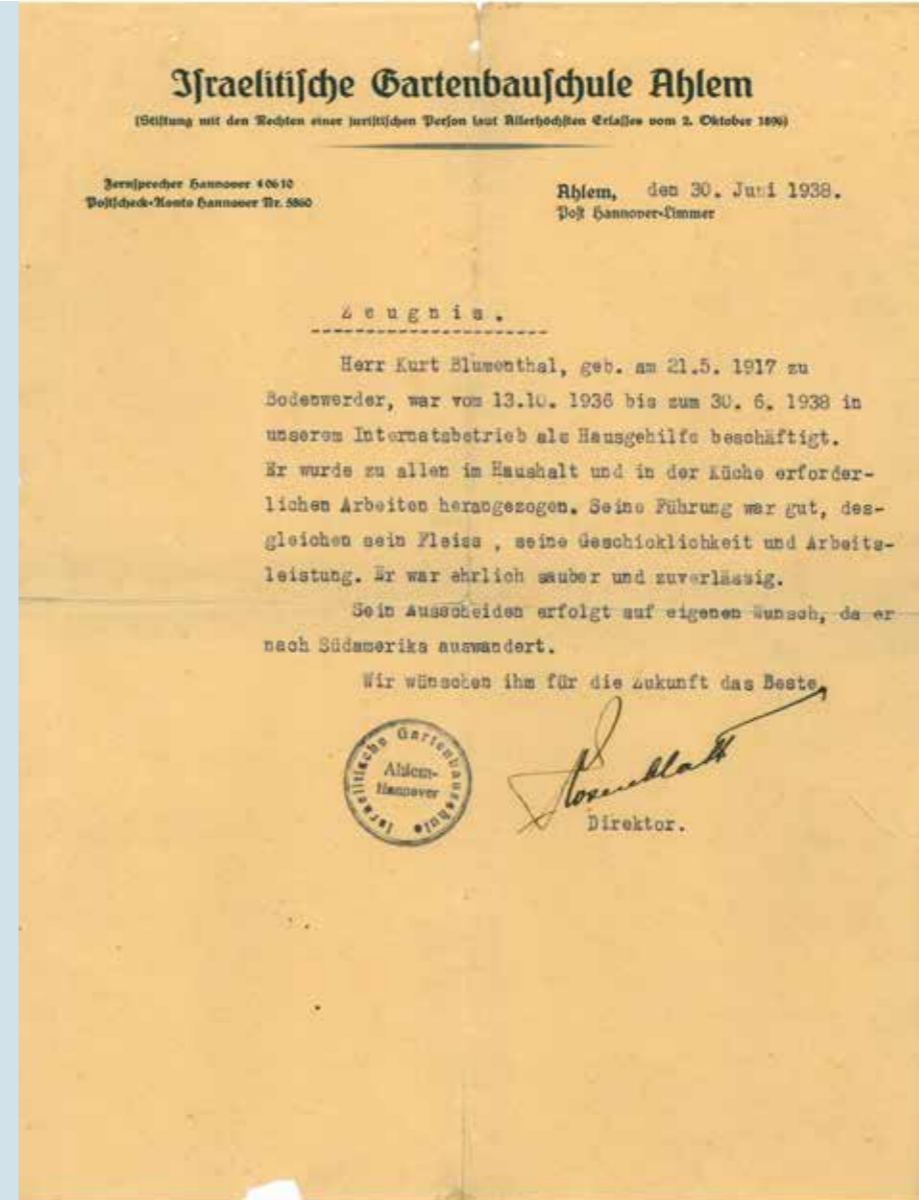 Israelitische Gartenbauschule Ahlem
(Stiftung mit den Rechten einer juristischen Person laut Allerhöchsten Erlasses vom 2. Oktober 1896)
Fernsprecher Hannover 40610
Postscheck-Konto Hannover Nr. 5860
Ahlem, den 30. Juni 1938.
Post Hannover-Limmer
Zeugnis.
Herr Kurt Blumenthal, geb. am 21.5. 1917 zu
Bodenwerder, war vom 13.10. 1936 bis zum 30. 6. 1938 in
unserem Internatsbetrieb als Hausgehilfe beschäftigt.
Er wurde zu allen im Haushalt und in der Küche erforder-
lichen Arbeiten herangezogen. Seine Führung war gut, des-
gleichen sein Fleiss , seine Geschicklichkeit und Arbeits-
leistung. Er war ehrlich sauber und zuverlässig.
Sein Ausscheiden erfolgt auf eigenen Wunsch, da er
nach Südamerika auswandert.
Wir wünschen ihm für die Zukunft das Beste.
Israelitische Gartenbauschule
Ahlem-
Hannover
Rosenblatt
Direktor.